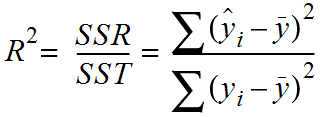 R² = SSR / SST = ∑(ŷᵢ − ȳ)² / ∑(yᵢ − ȳ)²